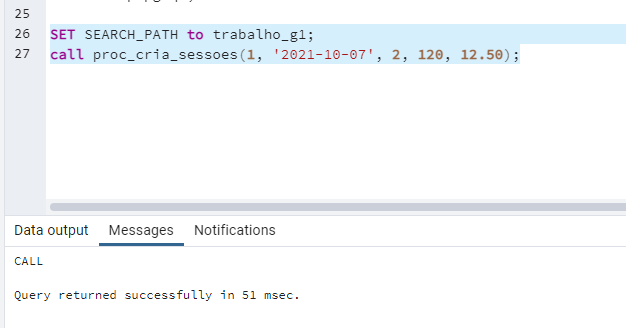 25
26 SET SEARCH_PATH to trabalho_g1;
27 call proc_cria_sessoes(1, '2021-10-07', 2, 120, 12.50);
Data output Messages Notifications
CALL
Query returned successfully in 51 msec.